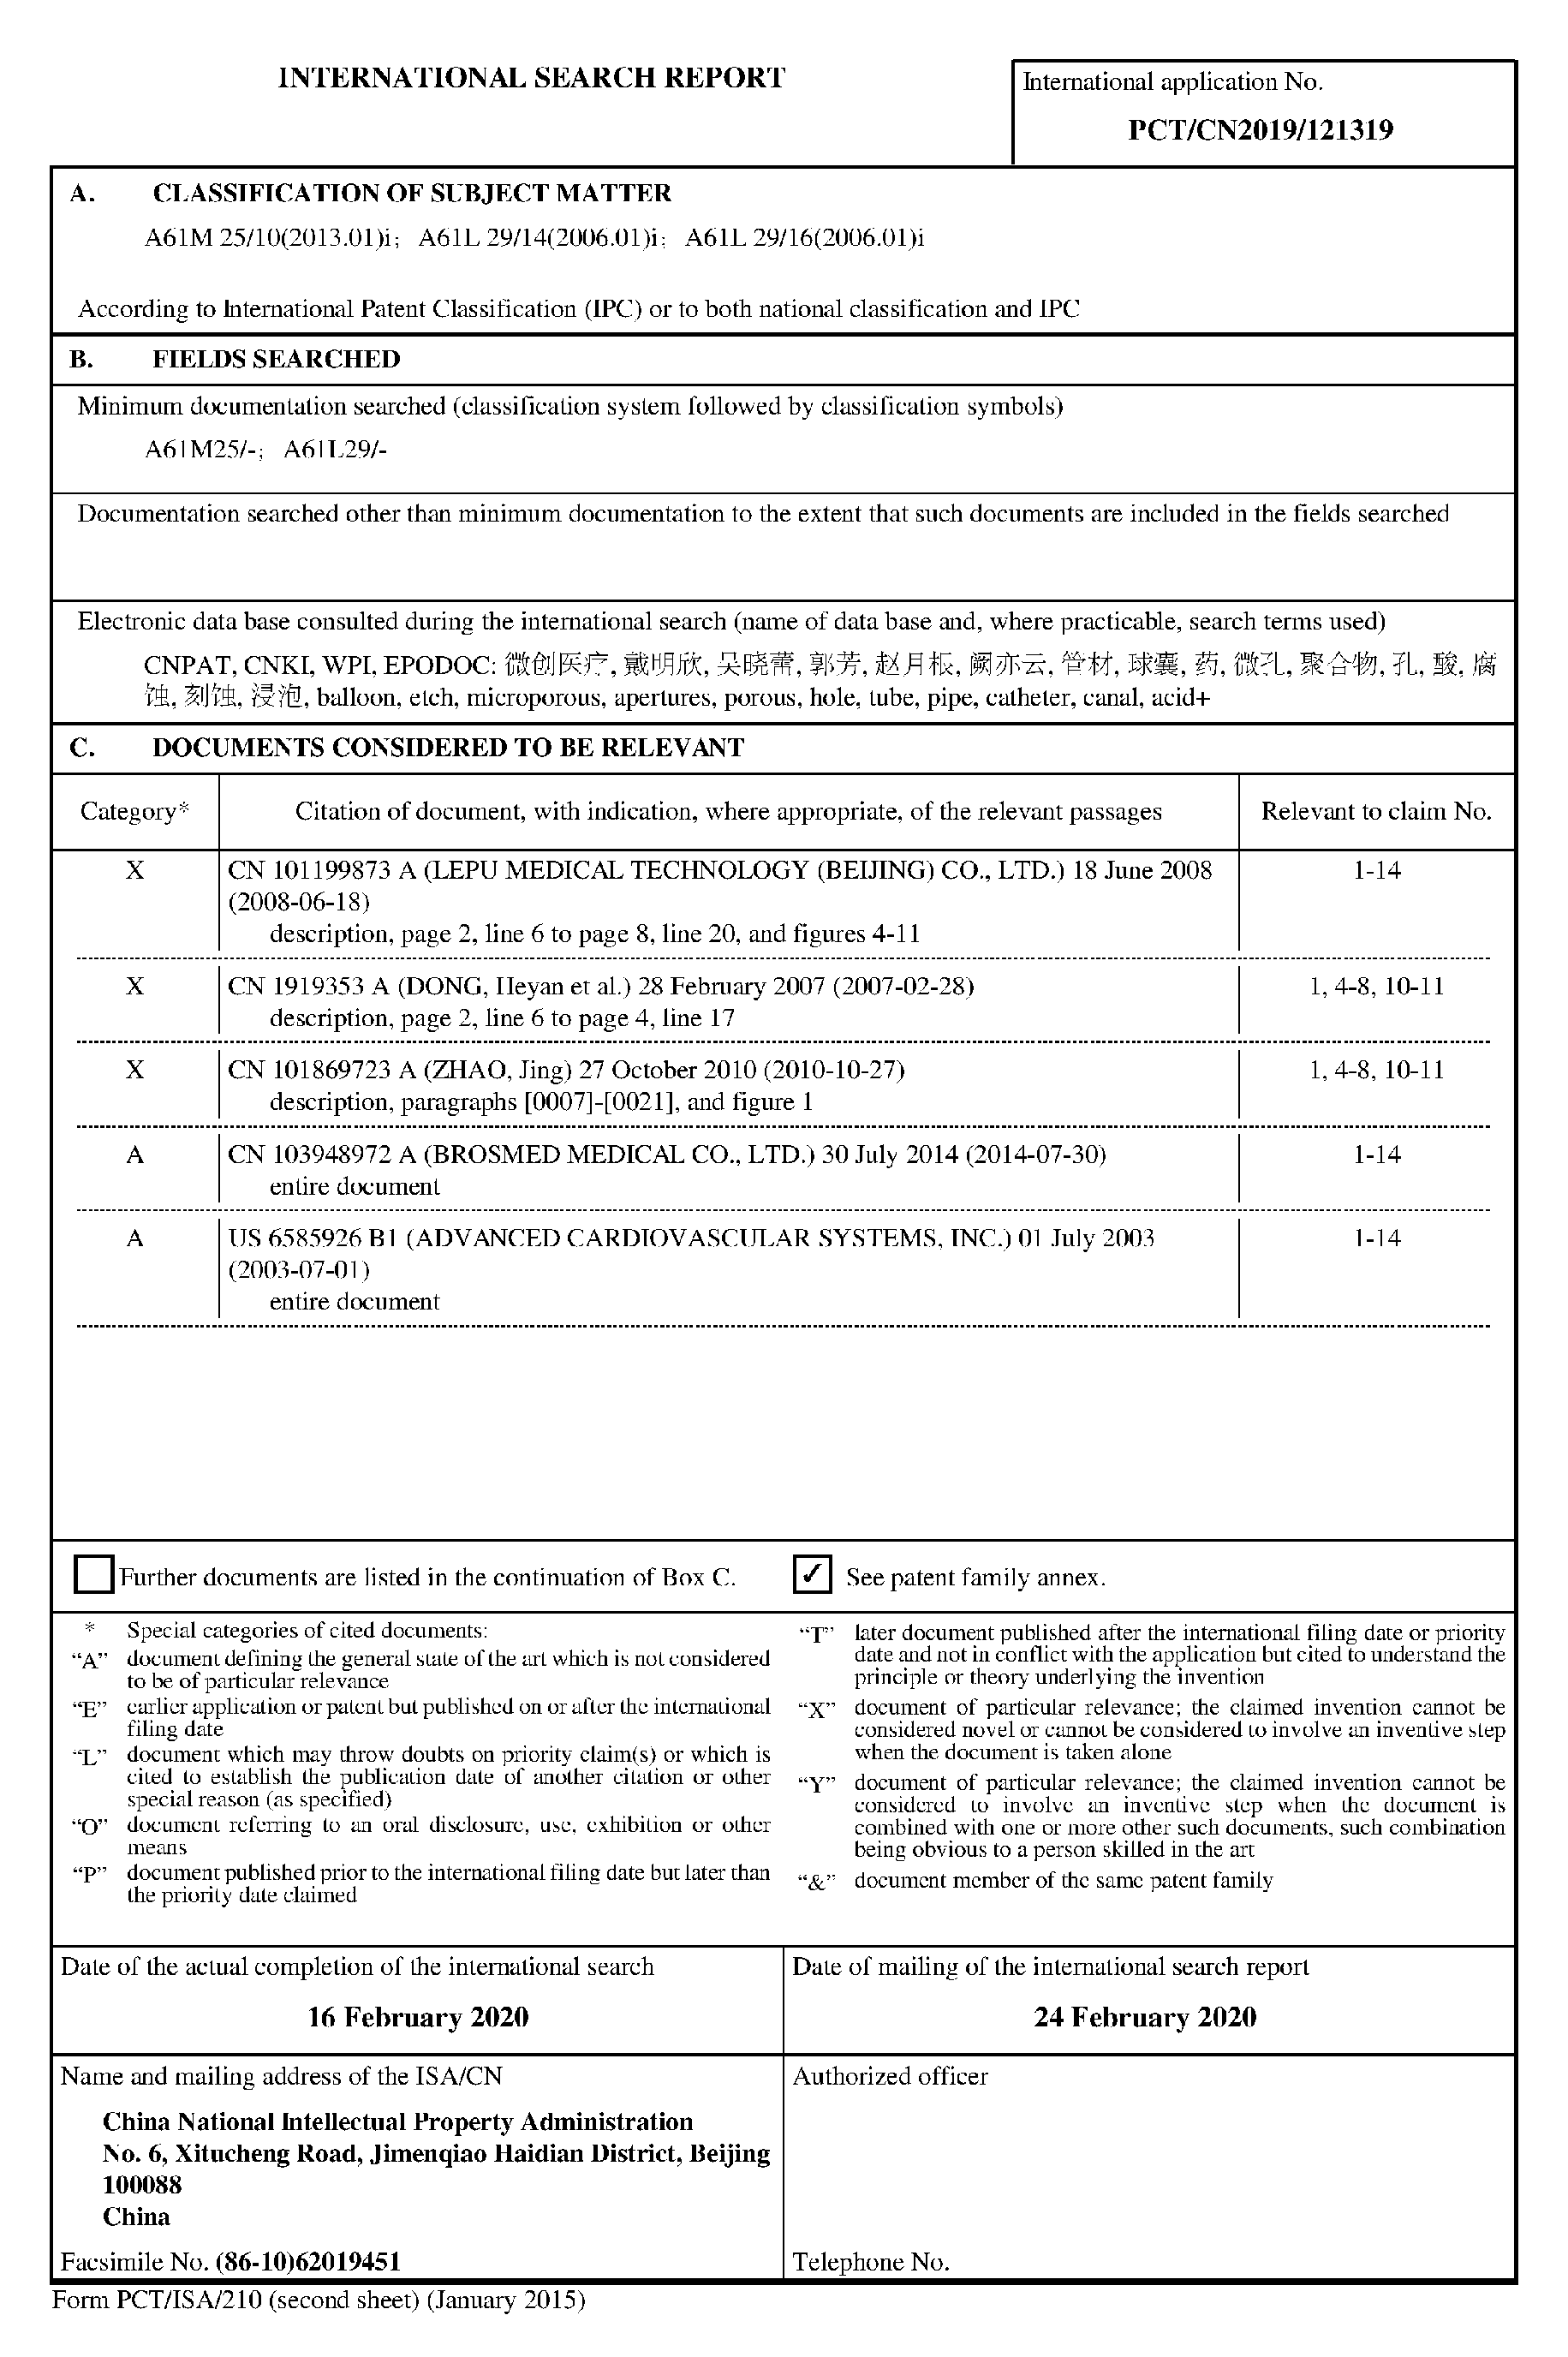 INTERNATIONAL SEARCH REPORT
International application No.
PCT/CN2019/121319
A. CLASSIFICATION OF SUBJECT MATTER
A61M 25/10(2013.01)i； A61L 29/14(2006.01)i； A61L 29/16(2006.01)i
According to International Patent Classification (IPC) or to both national classification and IPC
B. FIELDS SEARCHED
Minimum documentation searched (classification system followed by classification symbols)
A61M25/-； A61L29/-
Documentation searched other than minimum documentation to the extent that such documents are included in the fields searched
Electronic data base consulted during the international search (name of data base and, where practicable, search terms used)
CNPAT, CNKI, WPI, EPODOC: 微创医疗, 戴明欣, 吴晓蕾, 郭芳, 赵月根, 阙亦云, 管材, 球囊, 药, 微孔, 聚合物, 孔, 酸, 腐
蚀, 刻蚀, 浸泡, balloon, etch, microporous, apertures, porous, hole, tube, pipe, catheter, canal, acid+
C. DOCUMENTS CONSIDERED TO BE RELEVANT
Category* Citation of document, with indication, where appropriate, of the relevant passages Relevant to claim No.
X CN 101199873 A (LEPU MEDICAL TECHNOLOGY (BEIJING) CO., LTD.) 18 June 2008 1-14
(2008-06-18)
description, page 2, line 6 to page 8, line 20, and figures 4-11
X CN 1919353 A (DONG, Heyan et al.) 28 February 2007 (2007-02-28) 1, 4-8, 10-11
description, page 2, line 6 to page 4, line 17
X CN 101869723 A (ZHAO, Jing) 27 October 2010 (2010-10-27) 1, 4-8, 10-11
description, paragraphs [0007]-[0021], and figure 1
A CN 103948972 A (BROSMED MEDICAL CO., LTD.) 30 July 2014 (2014-07-30) 1-14
entire document
A US 6585926 B1 (ADVANCED CARDIOVASCULAR SYSTEMS, INC.) 01 July 2003 1-14
(2003-07-01)
entire document
Further documents are listed in the continuation of Box C. ✓ See patent family annex.
* Special categories of cited documents:
“A” document defining the general state of the art which is not considered
to be of particular relevance
“E” earlier application or patent but published on or after the international
filing date
“L” document which may throw doubts on priority claim(s) or which is
cited to establish the publication date of another citation or other
special reason (as specified)
“O” document referring to an oral disclosure, use, exhibition or other
means
“P” document published prior to the international filing date but later than
the priority date claimed
“T” later document published after the international filing date or priority
date and not in conflict with the application but cited to understand the
principle or theory underlying the invention
“X” document of particular relevance; the claimed invention cannot be
considered novel or cannot be considered to involve an inventive step
when the document is taken alone
“Y” document of particular relevance; the claimed invention cannot be
considered to involve an inventive step when the document is
combined with one or more other such documents, such combination
being obvious to a person skilled in the art
“&” document member of the same patent family
Date of the actual completion of the international search
16 February 2020
Date of mailing of the international search report
24 February 2020
Name and mailing address of the ISA/CN
China National Intellectual Property Administration
No. 6, Xitucheng Road, Jimenqiao Haidian District, Beijing
100088
China
Facsimile No. (86-10)62019451
Authorized officer
Telephone No.
Form PCT/ISA/210 (second sheet) (January 2015)